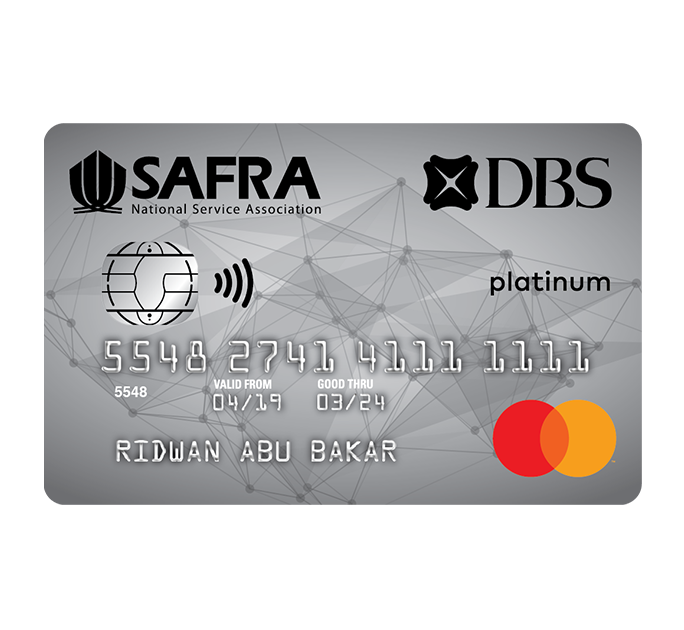 SAFRA
National Service Association
DBS
platinum
5548 2741 4111 1111
5548
VALID FROM
04/19
GOOD THRU
03/24
RIDWAN ABU BAKAR